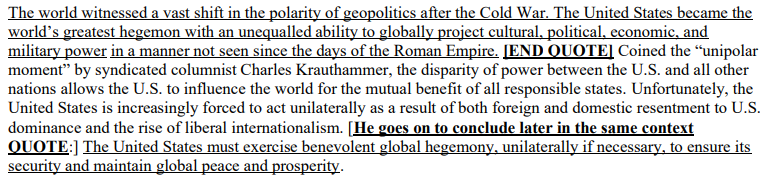 The world witnessed a vast shift in the polarity of geopolitics after the Cold War. The United States became the
world's greatest hegemon with an unequalled ability to globally project cultural, political, economic, and
military power in a manner not seen since the days of the Roman Empire. [END QUOTE] Coined the “unipolar
moment” by syndicated columnist Charles Krauthammer, the disparity of power between the U.S. and all other
nations allows the U.S. to influence the world for the mutual benefit of all responsible states. Unfortunately, the
United States is increasingly forced to act unilaterally as a result of both foreign and domestic resentment to U.S.
dominance and the rise of liberal internationalism. [He goes on to conclude later in the same context
QUOTE:] The United States must exercise benevolent global hegemony, unilaterally if necessary, to ensure its
security and maintain global peace and prosperity.